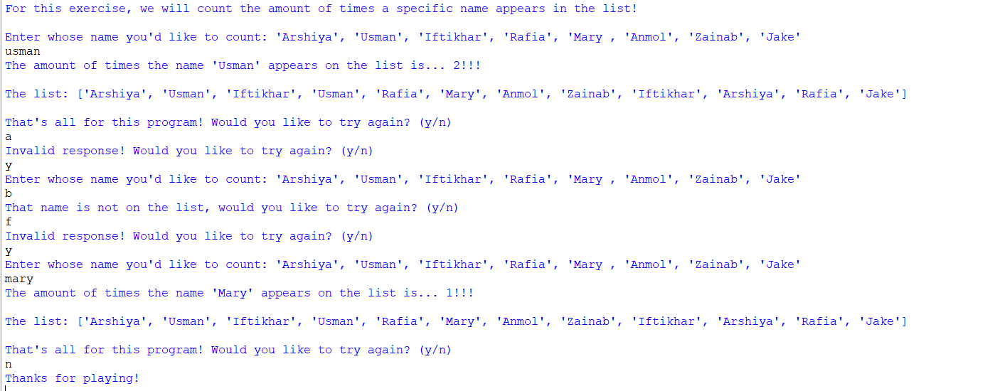 For this exercise, we will count the amount of times a specific name appears in the list!
Enter whose name you'd like to count: 'Arshiya', 'Usman', 'Iftikhar', 'Rafia', 'Mary , 'Anmol', 'Zainab', 'Jake'
usman
The amount of times the name 'Usman' appears on the list is... 2!!!
The list: ['Arshiya', 'Usman', 'Iftikhar', 'Usman', 'Rafia', 'Mary', 'Anmol', 'Zainab', 'Iftikhar', 'Arshiya', 'Rafia', 'Jake']
That's all for this program! Would you like to try again? (y/n)
a
Invalid response! Would you like to try again? (y/n)
y
Enter whose name you'd like to count: 'Arshiya', 'Usman', 'Iftikhar', 'Rafia', 'Mary , 'Anmol', 'Zainab', 'Jake'
b
That name is not on the list, would you like to try again? (y/n)
f
Invalid response! Would you like to try again? (y/n)
y
Enter whose name you'd like to count: 'Arshiya', 'Usman', 'Iftikhar', 'Rafia', 'Mary , 'Anmol', 'Zainab', 'Jake'
mary
The amount of times the name 'Mary' appears on the list is... 1!!!
The list: ['Arshiya', 'Usman', 'Iftikhar', 'Usman', 'Rafia', 'Mary', 'Anmol', 'Zainab', 'Iftikhar', 'Arshiya', 'Rafia', 'Jake']
That's all for this program! Would you like to try again? (y/n)
n
Thanks for playing!